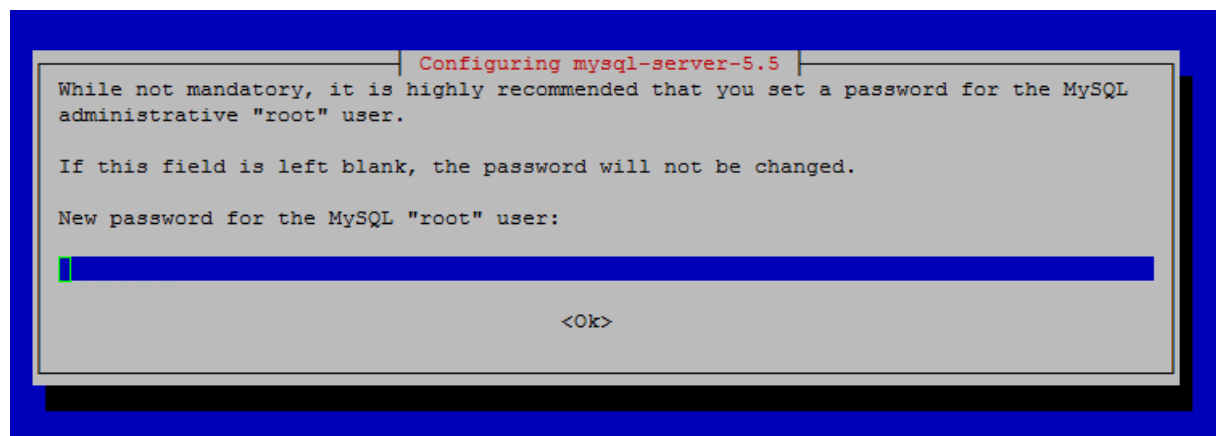 Configuring mysql-server-5.5
While not mandatory, it is highly recommended that you set a password for the MySQL
administrative "root" user.
If this field is left blank, the password will not be changed.
New password for the MySQL "root" user:
<Ok>